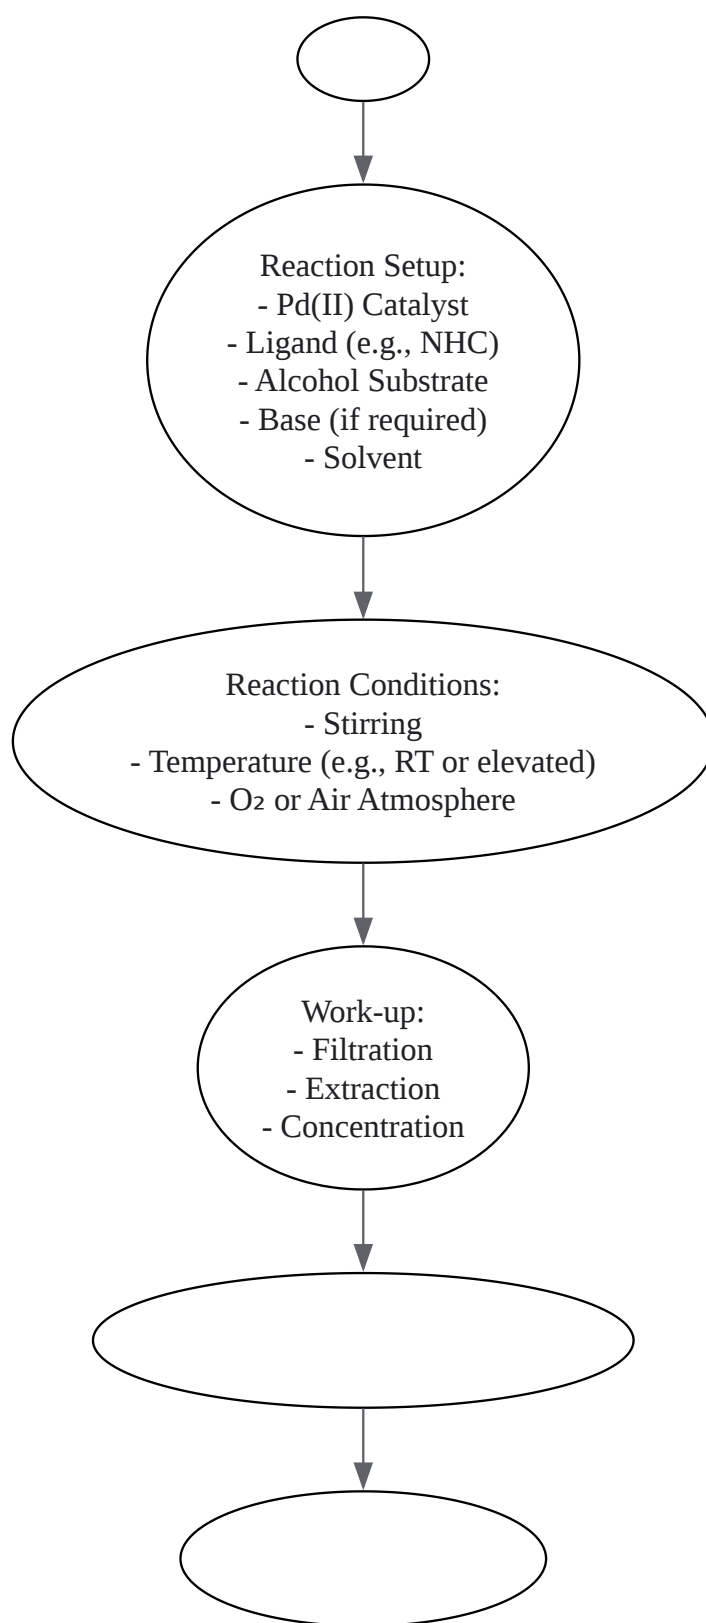 Reaction Setup:
- Pd(II) Catalyst
- Ligand (e.g., NHC)
- Alcohol Substrate
- Base (if required)
- Solvent
Reaction Conditions:
- Stirring
- Temperature (e.g., RT or elevated)
- O₂ or Air Atmosphere
Work-up:
- Filtration
- Extraction
- Concentration